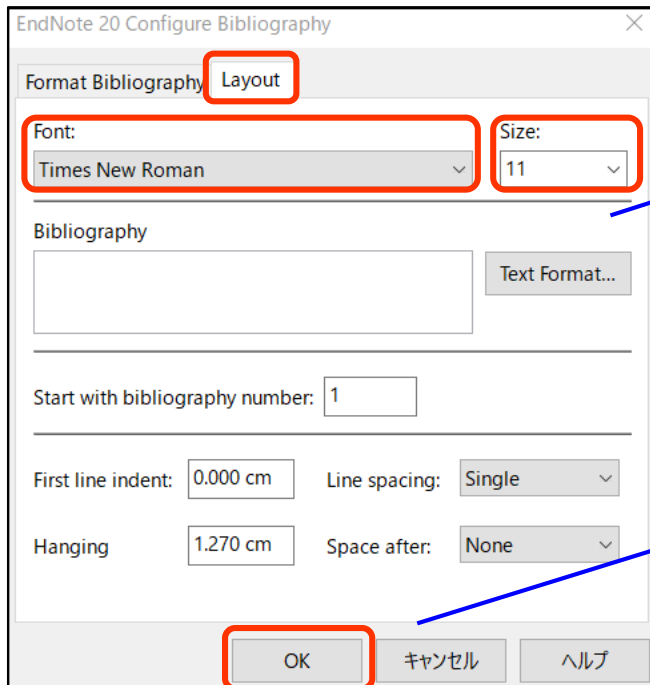 EndNote 20 Configure Bibliography
Format Bibliography Layout
Font: Size:
Times New Roman 11
Bibliography
Text Format...
Start with bibliography number: 1
First line indent: 0.000 cm Line spacing: Single
Hanging 1.270 cm Space after: None
OK キャンセル ヘルプ